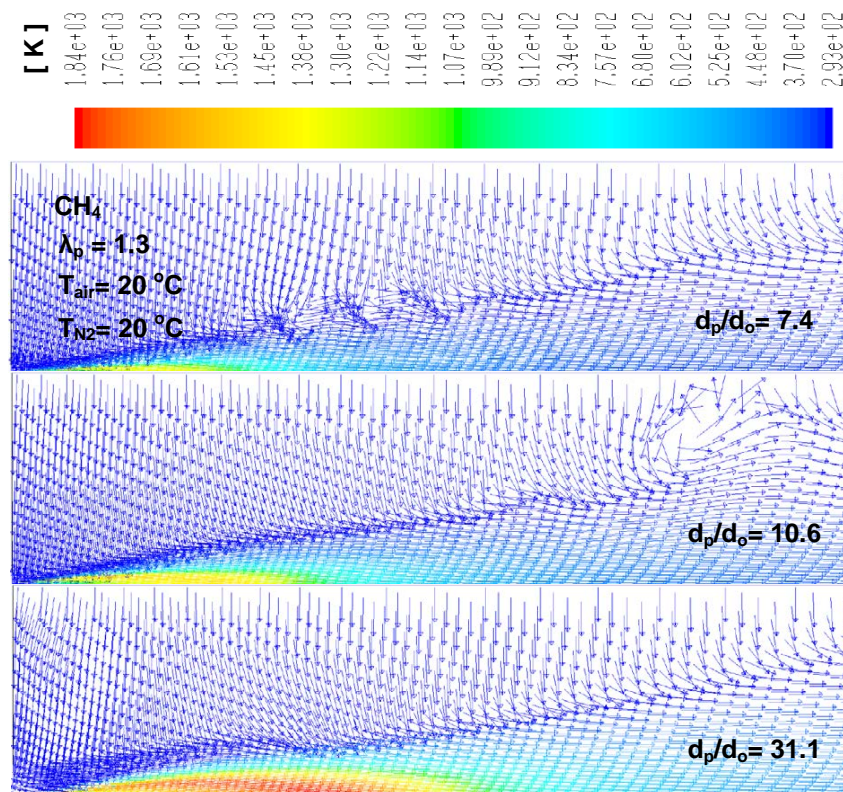 [ K ]
1.84e+03
1.76e+03
1.69e+03
1.61e+03
1.53e+03
1.45e+03
1.38e+03
1.30e+03
1.22e+03
1.14e+03
1.07e+03
9.89e+02
9.12e+02
8.34e+02
7.57e+02
6.80e+02
6.02e+02
5.25e+02
4.48e+02
3.70e+02
2.93e+02
CH₄
λₚ = 1.3
Tₐᵢᵣ= 20 °C
T_N2= 20 °C
dₚ/dₒ= 7.4
dₚ/dₒ= 10.6
dₚ/dₒ= 31.1